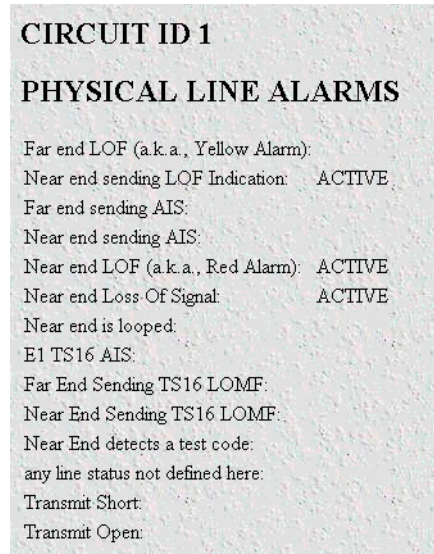 CIRCUIT ID 1
PHYSICAL LINE ALARMS
Far end LOF (a.k.a., Yellow Alarm):
Near end sending LOF Indication: ACTIVE
Far end sending AIS:
Near end sending AIS:
Near end LOF (a.k.a., Red Alarm): ACTIVE
Near end Loss Of Signal: ACTIVE
Near end is looped:
E1 TS16 AIS:
Far End Sending TS16 LOMF:
Near End Sending TS16 LOMF:
Near End detects a test code:
any line status not defined here:
Transmit Short:
Transmit Open: